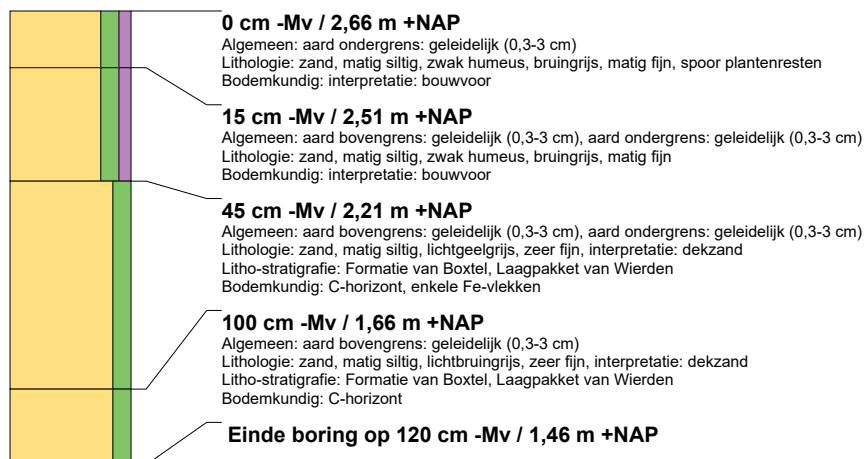 0 cm -Mv / 2,66 m +NAP
Algemeen: aard ondergrens: geleidelijk (0,3-3 cm)
Lithologie: zand, matig siltig, zwak humeus, bruingrijs, matig fijn, spoor plantenresten
Bodemkundig: interpretatie: bouwvoor
15 cm -Mv / 2,51 m +NAP
Algemeen: aard bovengrens: geleidelijk (0,3-3 cm), aard ondergrens: geleidelijk (0,3-3 cm)
Lithologie: zand, matig siltig, zwak humeus, bruingrijs, matig fijn
Bodemkundig: interpretatie: bouwvoor
45 cm -Mv / 2,21 m +NAP
Algemeen: aard bovengrens: geleidelijk (0,3-3 cm), aard ondergrens: geleidelijk (0,3-3 cm)
Lithologie: zand, matig siltig, lichtgeelgrijs, zeer fijn, interpretatie: dekzand
Litho-stratigrafie: Formatie van Boxtel, Laagpakket van Wierden
Bodemkundig: C-horizont, enkele Fe-vlekken
100 cm -Mv / 1,66 m +NAP
Algemeen: aard bovengrens: geleidelijk (0,3-3 cm)
Lithologie: zand, matig siltig, lichtbruingrijs, zeer fijn, interpretatie: dekzand
Litho-stratigrafie: Formatie van Boxtel, Laagpakket van Wierden
Bodemkundig: C-horizont
Einde boring op 120 cm -Mv / 1,46 m +NAP